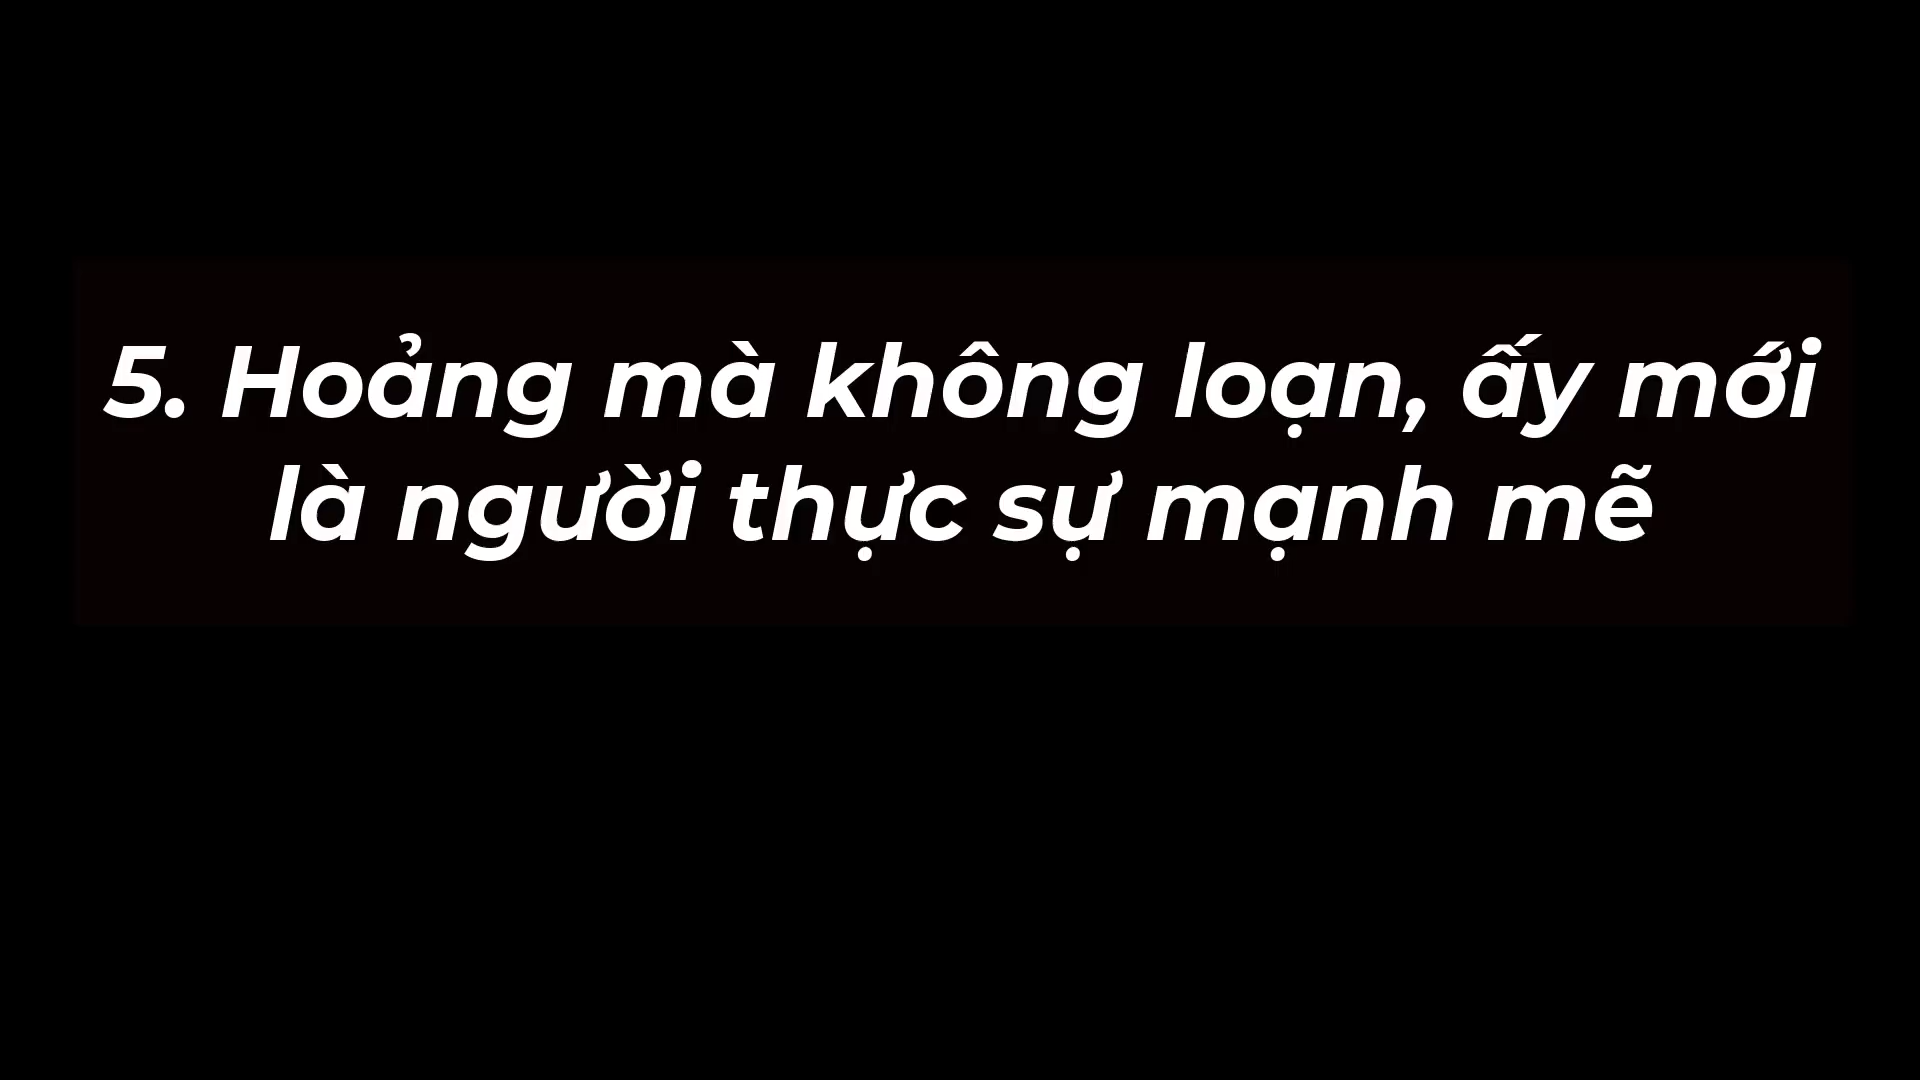 5. Hoảng mà không loạn, ấy mới
là người thực sự mạnh mẽ